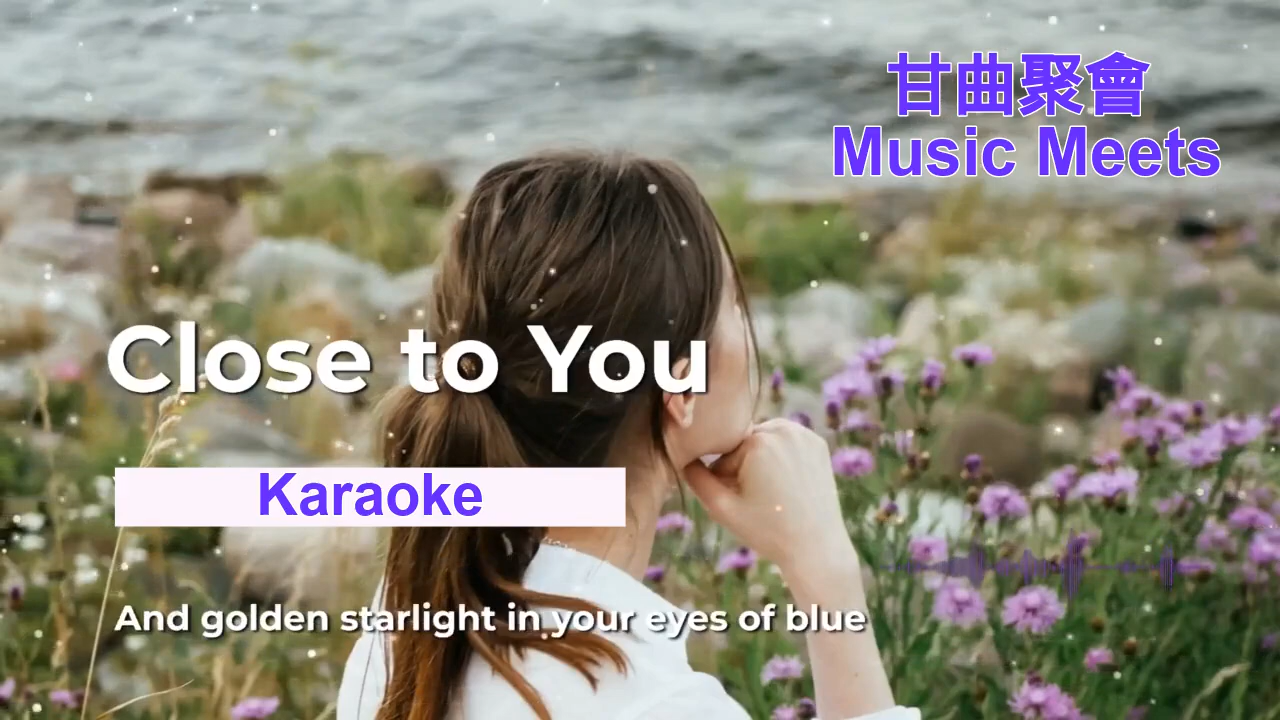 甘曲聚會
Music Meets
Close to You
Karaoke
And golden starlight in your eyes of blue